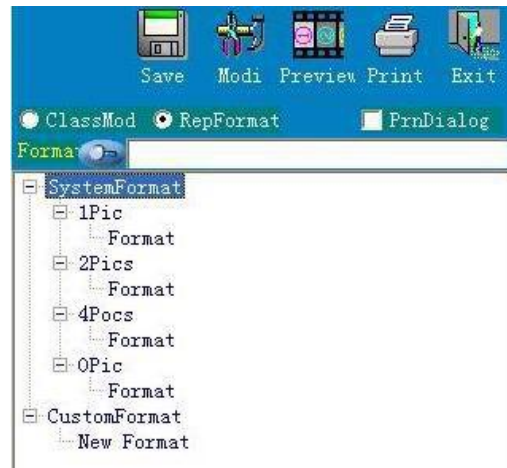 Save Modi Preview Print Exit
ClassMod RepFormat PrnDialog
Format
SystemFormat
1Pic
Format
2Pics
Format
4Pocs
Format
0Pic
Format
CustomFormat
New Format